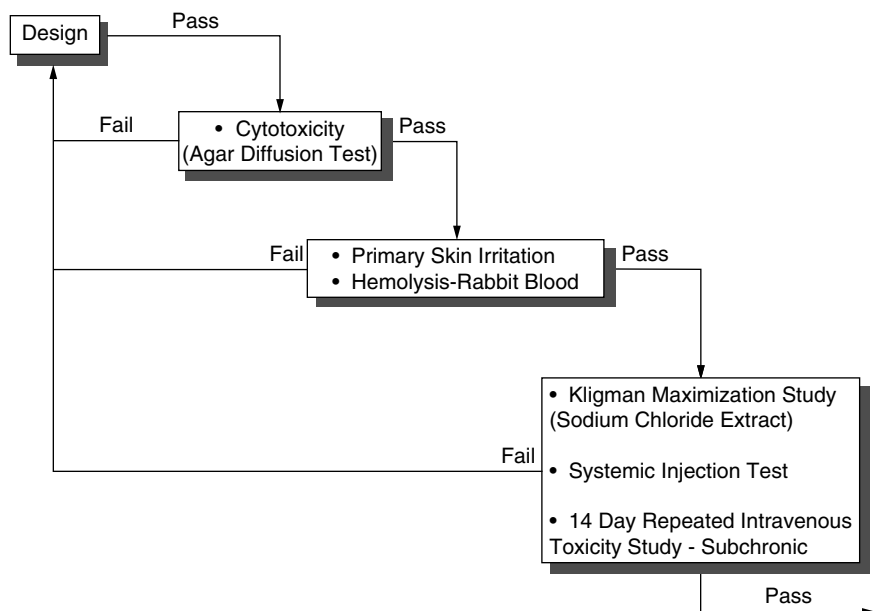 Design
Pass
Fail
• Cytotoxicity
(Agar Diffusion Test)
Pass
Fail
• Primary Skin Irritation
• Hemolysis-Rabbit Blood
Pass
Fail
• Kligman Maximization Study
(Sodium Chloride Extract)
• Systemic Injection Test
• 14 Day Repeated Intravenous
Toxicity Study - Subchronic
Pass